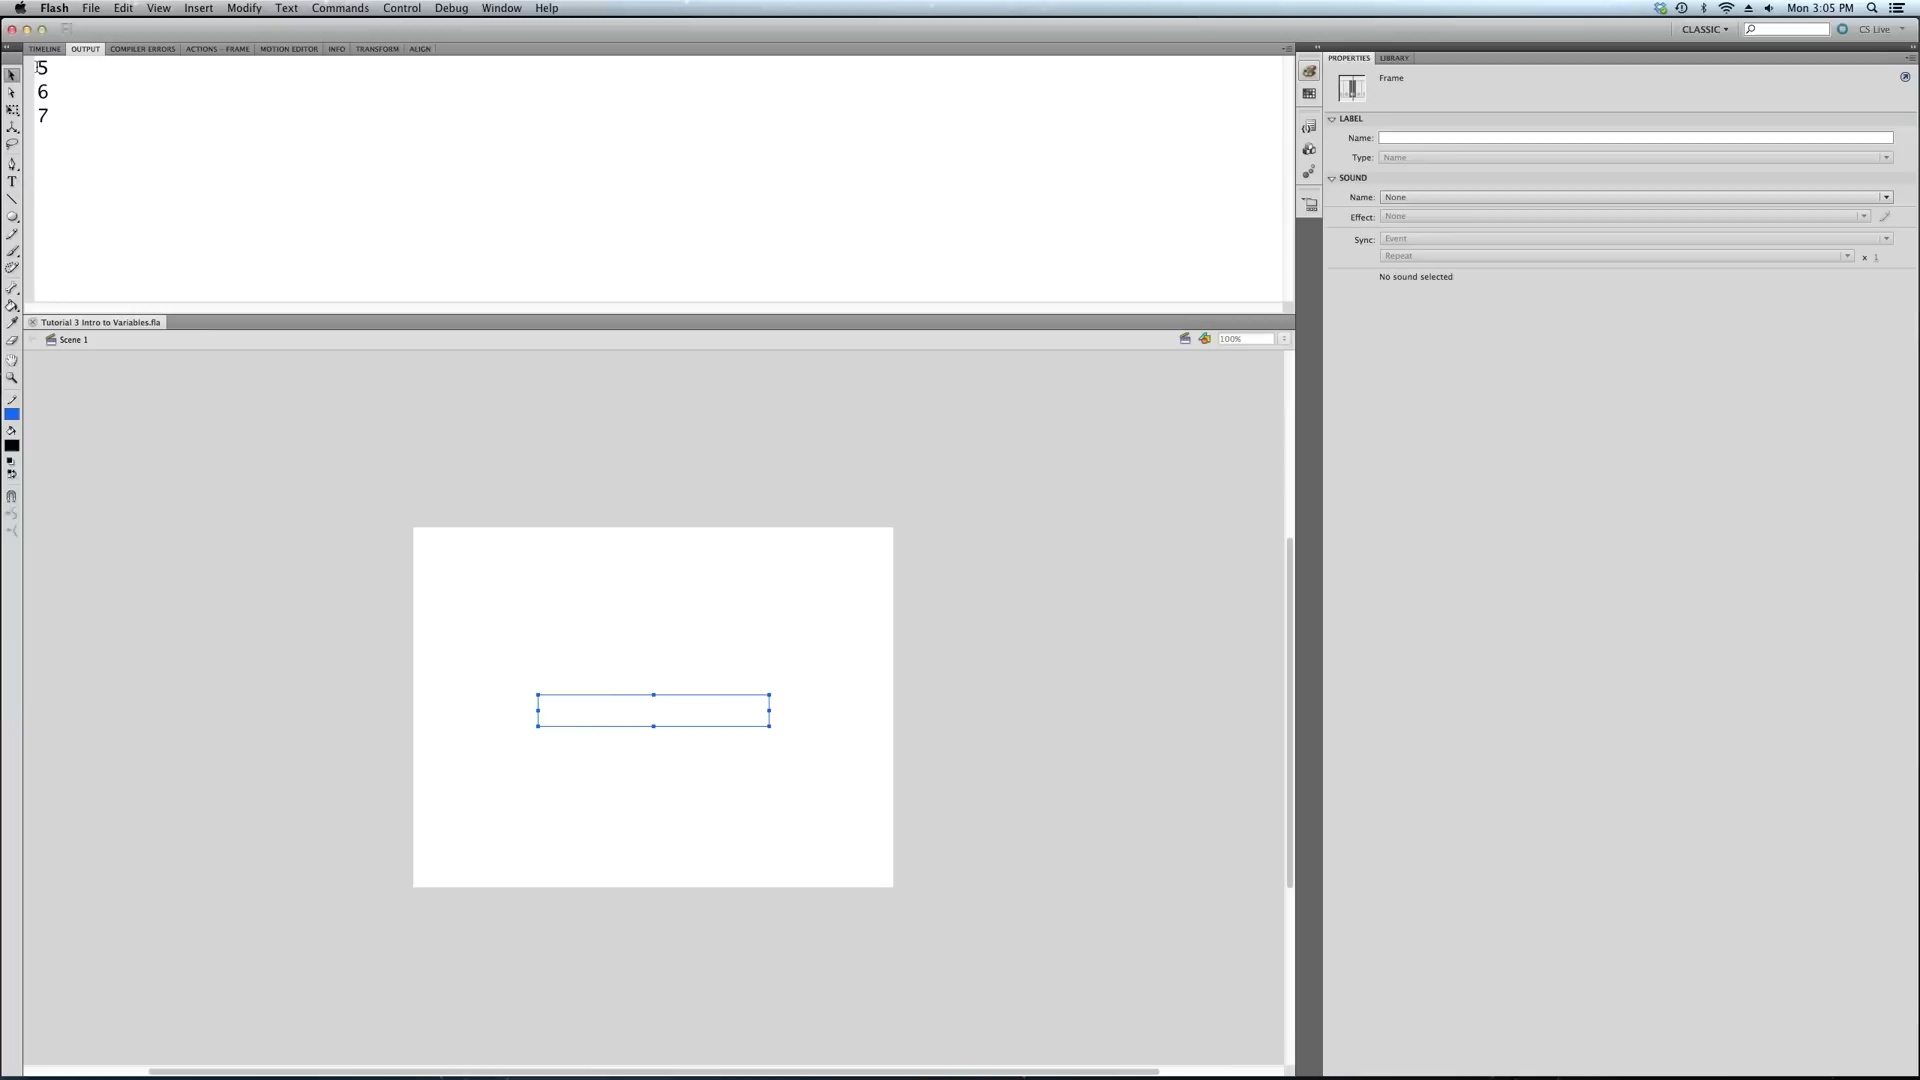 Flash File Edit View Insert Modify Text Commands Control Debug Window Help Mon 3:05 PM
CLASSIC CS Live
TIMELINE OUTPUT COMPILER ERRORS ACTIONS - FRAME MOTION EDITOR INFO TRANSFORM ALIGN
5
6
7
Tutorial 3 Intro to Variables.fla
Scene 1 100%
PROPERTIES LIBRARY
Frame
LABEL
Name:
Type: Name
SOUND
Name: None
Effect: None
Sync: Event
Repeat x 1
No sound selected
T